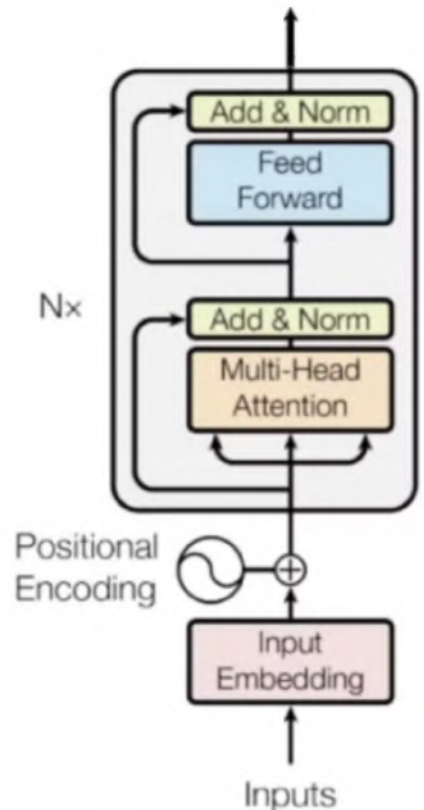 Add & Norm
Feed
Forward
Nx
Add & Norm
Multi-Head
Attention
Positional
Encoding
Input
Embedding
Inputs